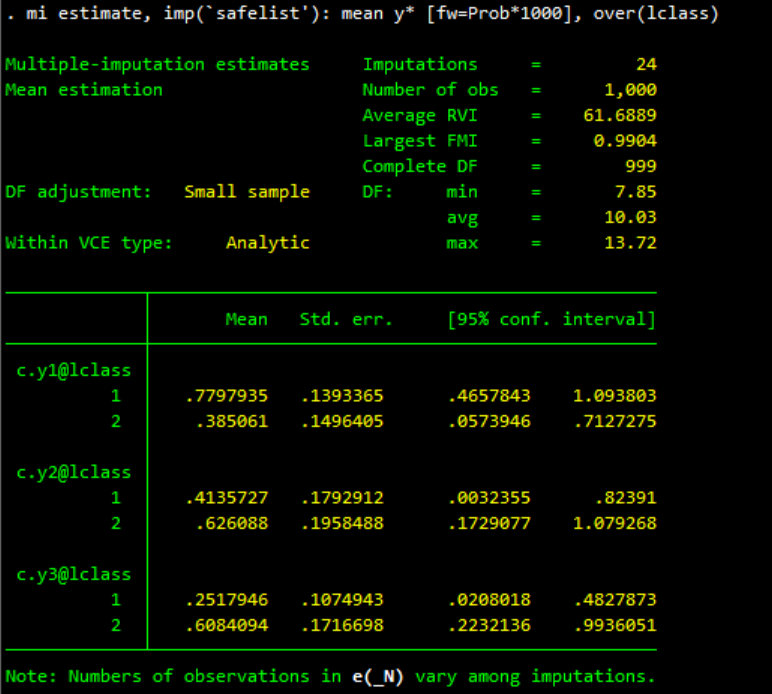 . mi estimate, imp(`safelist'): mean y* [fw=Prob*1000], over(lclass)
Multiple-imputation estimates Imputations = 24
Mean estimation Number of obs = 1,000
Average RVI = 61.6889
Largest FMI = 0.9904
Complete DF = 999
DF adjustment: Small sample DF: min = 7.85
avg = 10.03
Within VCE type: Analytic max = 13.72
Mean Std. err. [95% conf. interval]
c.y1@lclass
1 .7797935 .1393365 .4657843 1.093803
2 .385061 .1496405 .0573946 .7127275
c.y2@lclass
1 .4135727 .1792912 .0032355 .82391
2 .626088 .1958488 .1729077 1.079268
c.y3@lclass
1 .2517946 .1074943 .0208018 .4827873
2 .6084094 .1716698 .2232136 .9936051
Note: Numbers of observations in e(_N) vary among imputations.